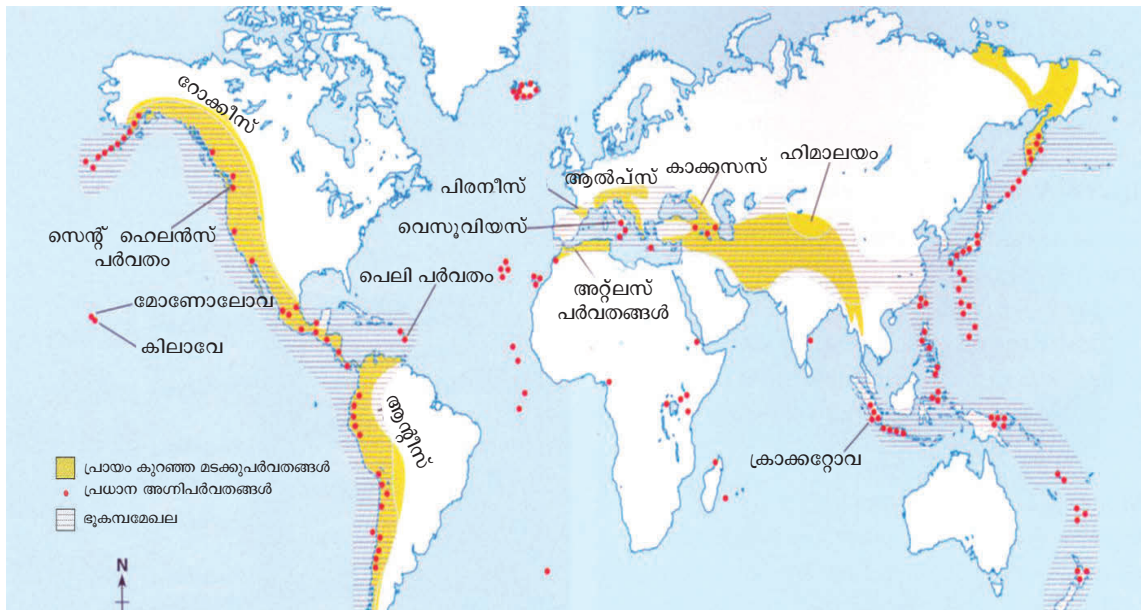 റോക്കീസ്
ഹിമാലയം
കാക്കസസ്
ആൽപ്സ്
പിരനീസ്
വെസൂവിയസ്
സെന്റ് ഹെലൻസ്
പർവതം
പെലി പർവതം
അറ്റ്ലസ്
പർവതങ്ങൾ
മോണോലോവ
കിലാവേ
ആന്റീസ്
ക്രാക്കറ്റോവ
പ്രായം കുറഞ്ഞ മടക്കുപർവതങ്ങൾ
പ്രധാന അഗ്നിപർവതങ്ങൾ
ഭൂകമ്പമേഖല
N